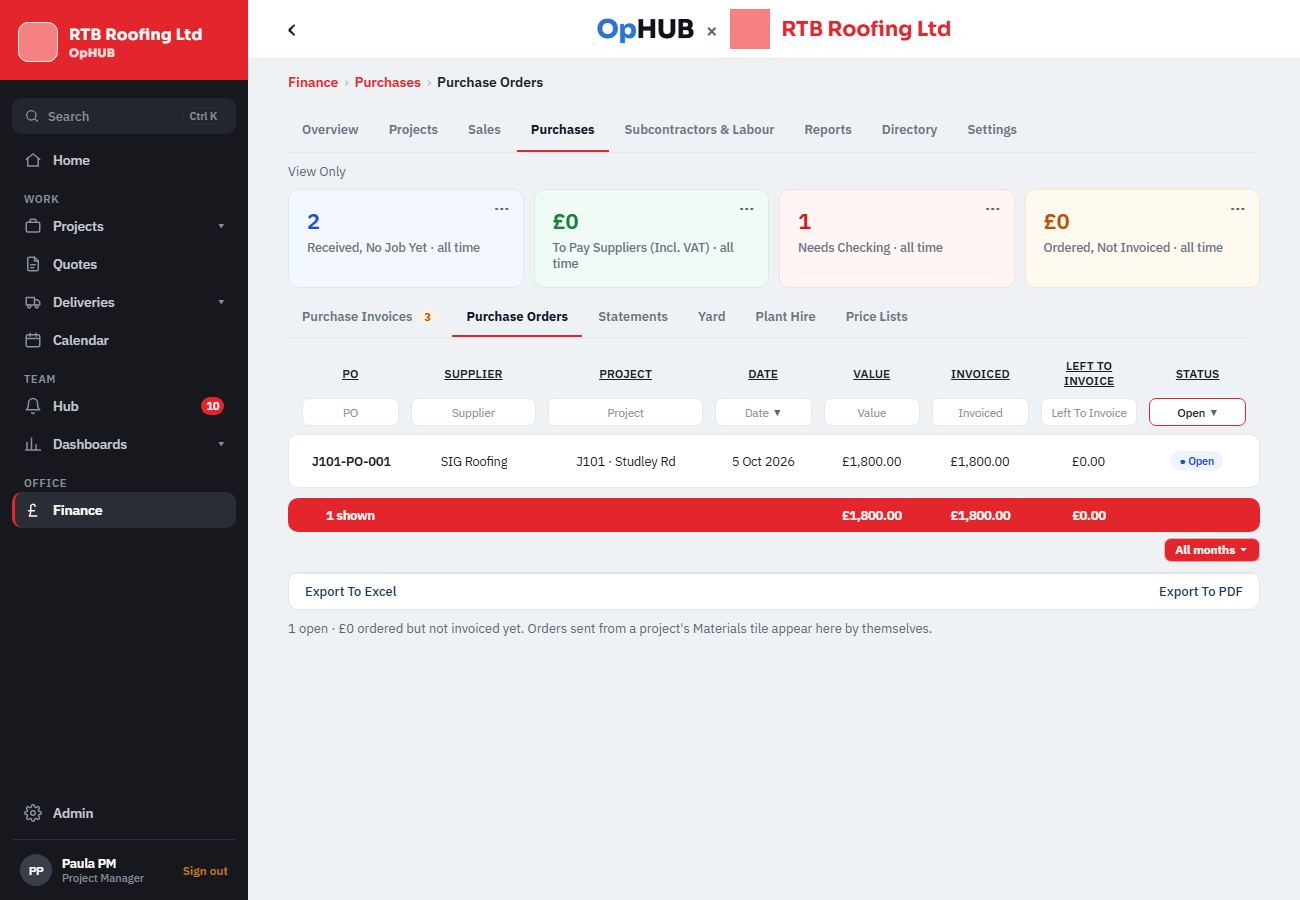 RTB Roofing Ltd
OpHUB
Search Ctrl K
Home
WORK
Projects
Quotes
Deliveries
Calendar
TEAM
Hub 10
Dashboards
OFFICE
£ Finance
Admin
PP Paula PM
Project Manager
Sign out
OpHUB × RTB Roofing Ltd
Finance › Purchases › Purchase Orders
Overview Projects Sales Purchases Subcontractors & Labour Reports Directory Settings
View Only
2
Received, No Job Yet · all time
£0
To Pay Suppliers (Incl. VAT) · all
time
1
Needs Checking · all time
£0
Ordered, Not Invoiced · all time
Purchase Invoices 3 Purchase Orders Statements Yard Plant Hire Price Lists
PO SUPPLIER PROJECT DATE VALUE INVOICED LEFT TO
INVOICE STATUS
PO Supplier Project Date ▼ Value Invoiced Left To Invoice Open ▼
J101-PO-001 SIG Roofing J101 · Studley Rd 5 Oct 2026 £1,800.00 £1,800.00 £0.00 • Open
1 shown £1,800.00 £1,800.00 £0.00
All months
Export To Excel Export To PDF
1 open · £0 ordered but not invoiced yet. Orders sent from a project's Materials tile appear here by themselves.